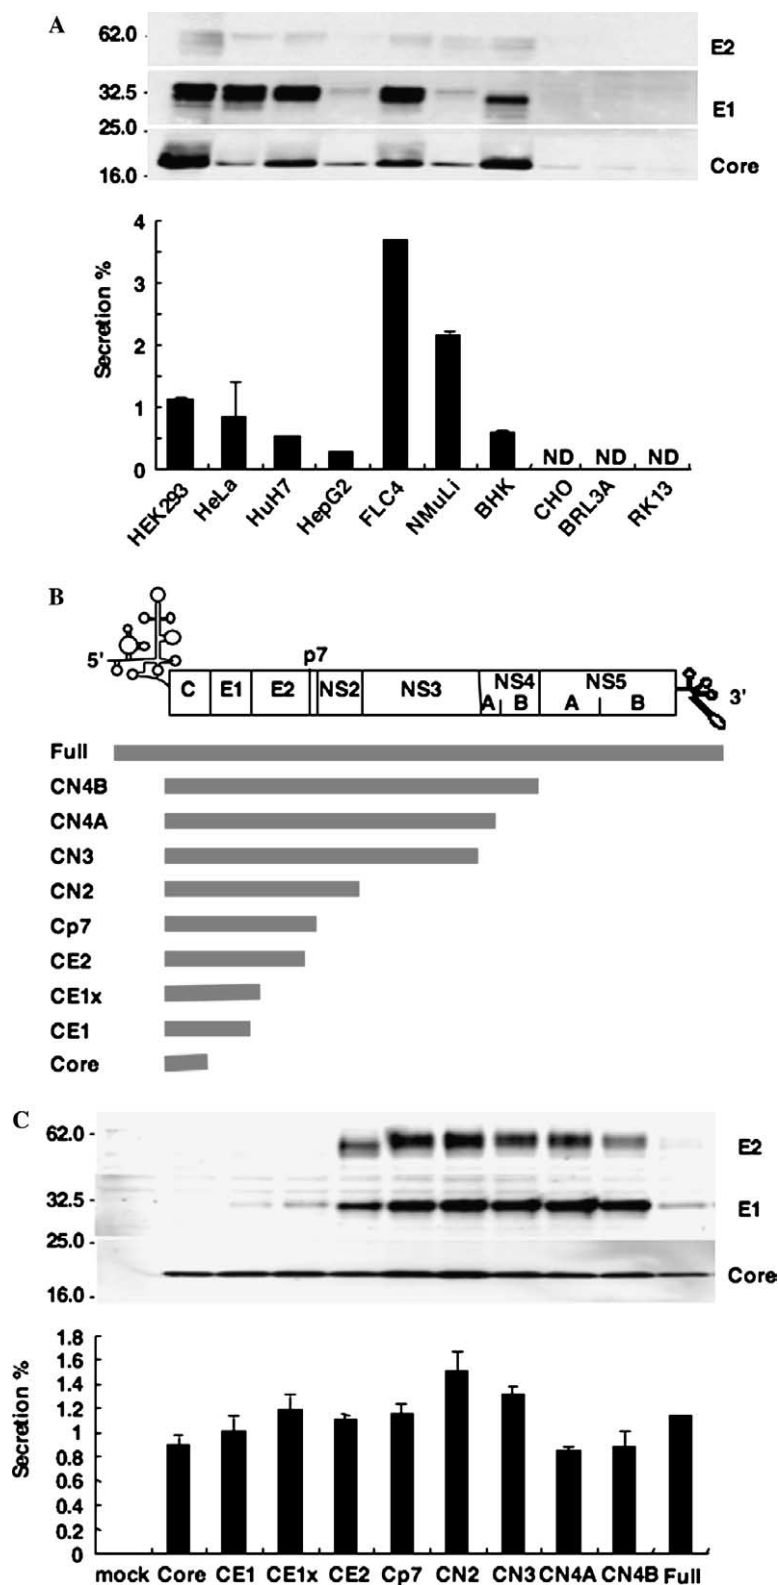 A
62.0 -
E2
32.5 -
E1
25.0 -
Core
16.0 -
4
3
2
1
0
Secretion %
ND ND ND
HEK293 HeLa HuH7 HepG2 FLC4 NMuLi BHK CHO BRL3A RK13
B
5'
p7
C E1 E2 NS2 NS3 NS4 NS5
A B A B
3'
Full
CN4B
CN4A
CN3
CN2
Cp7
CE2
CE1x
CE1
Core
C
62.0 -
E2
32.5 -
E1
25.0 -
Core
16.0 -
1.8
1.6
1.4
1.2
1
0.8
0.6
0.4
0.2
0
Secretion %
mock Core CE1 CE1x CE2 Cp7 CN2 CN3 CN4A CN4B Full